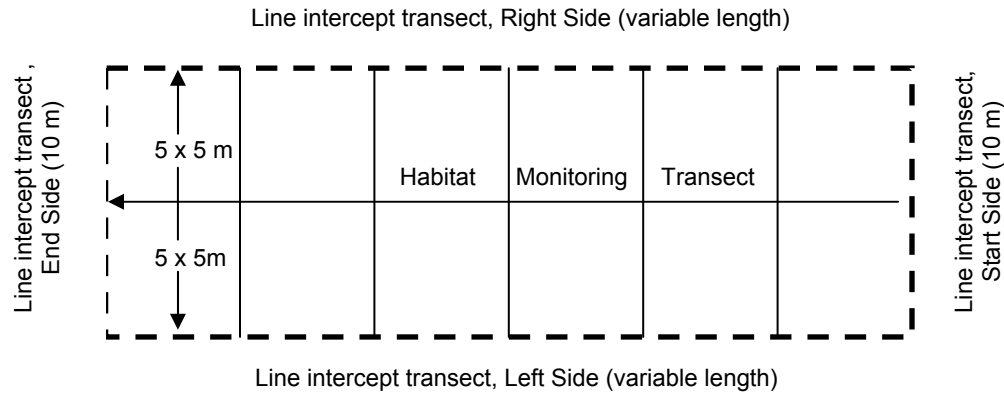 Line intercept transect, Right Side (variable length)
Line intercept transect ,
End Side (10 m)
5 x 5 m
Habitat Monitoring Transect
5 x 5m
Line intercept transect,
Start Side (10 m)
Line intercept transect, Left Side (variable length)